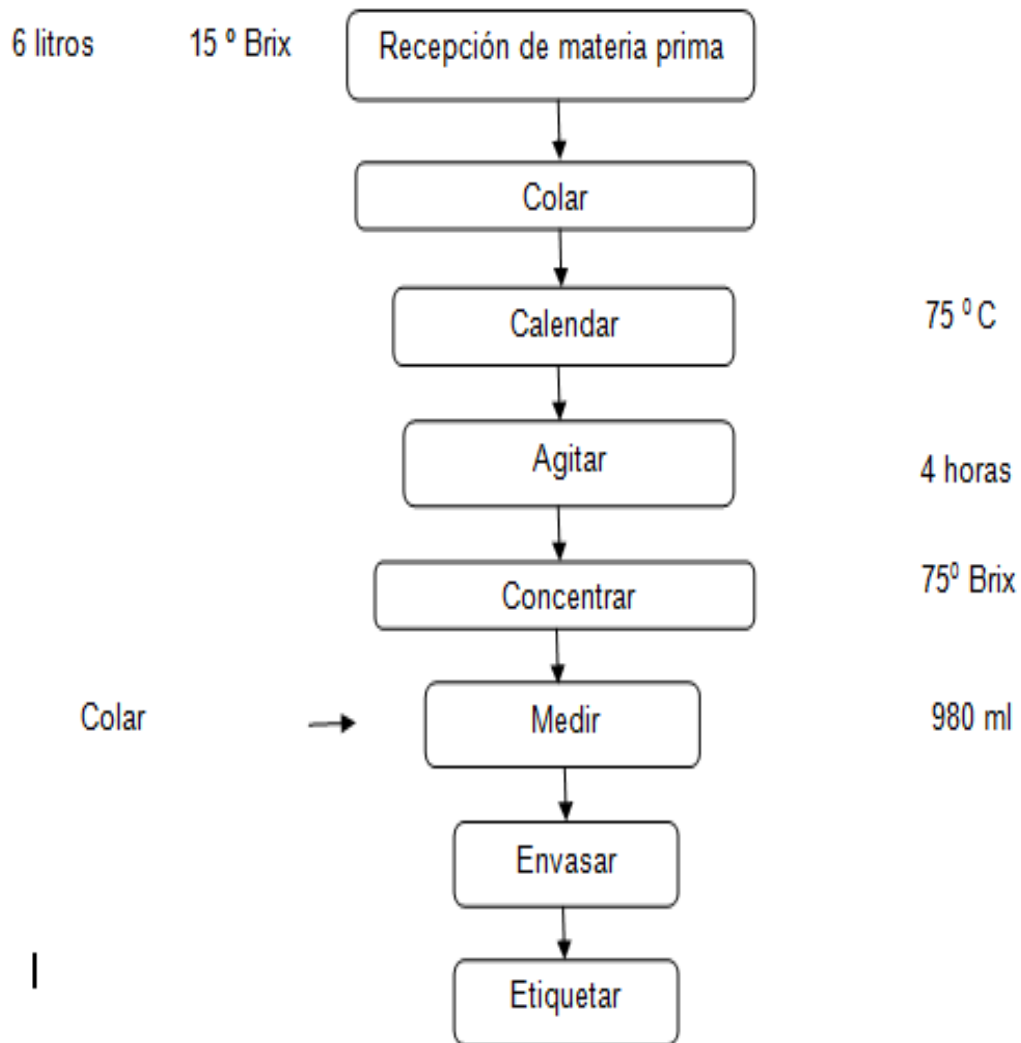 6 litros 15 º Brix Recepción de materia prima
Colar
Calendar 75 º C
Agitar 4 horas
Concentrar 75º Brix
Colar Medir 980 ml
Envasar
Etiquetar